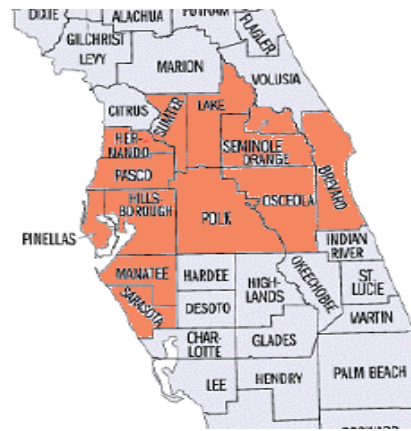 DIXIE
ALACHUA
PUTNAM
GILCHRIST
FLAGLER
LEVY
MARION
VOLUSIA
CITRUS
SUMTER
LAKE
HER-
NANDO
SEMINOLE
ORANGE
PASCO
BREVARD
HILLS-
BOROUGH
POLK
OSCEOLA
PINELLAS
INDIAN
RIVER
MANATEE
HARDEE
HIGH-
LANDS
OKEECHOBEE
ST.
LUCIE
SARASOTA
DESOTO
MARTIN
CHAR-
LOTTE
GLADES
LEE
HENDRY
PALM BEACH